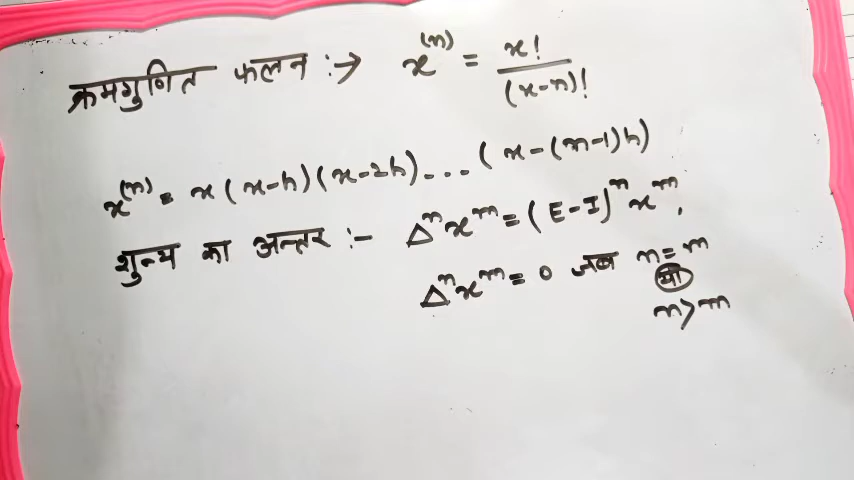 क्रमगुणित फलन :→ x^(n) = x! / (x-n)!
x^(n) = x(x-h)(x-2h)...(x-(n-1)h)
शुन्य का अन्तर :- Δ^n x^m = (E-I)^n x^m.
Δ^n x^m = 0 जब n=m
या
n>m